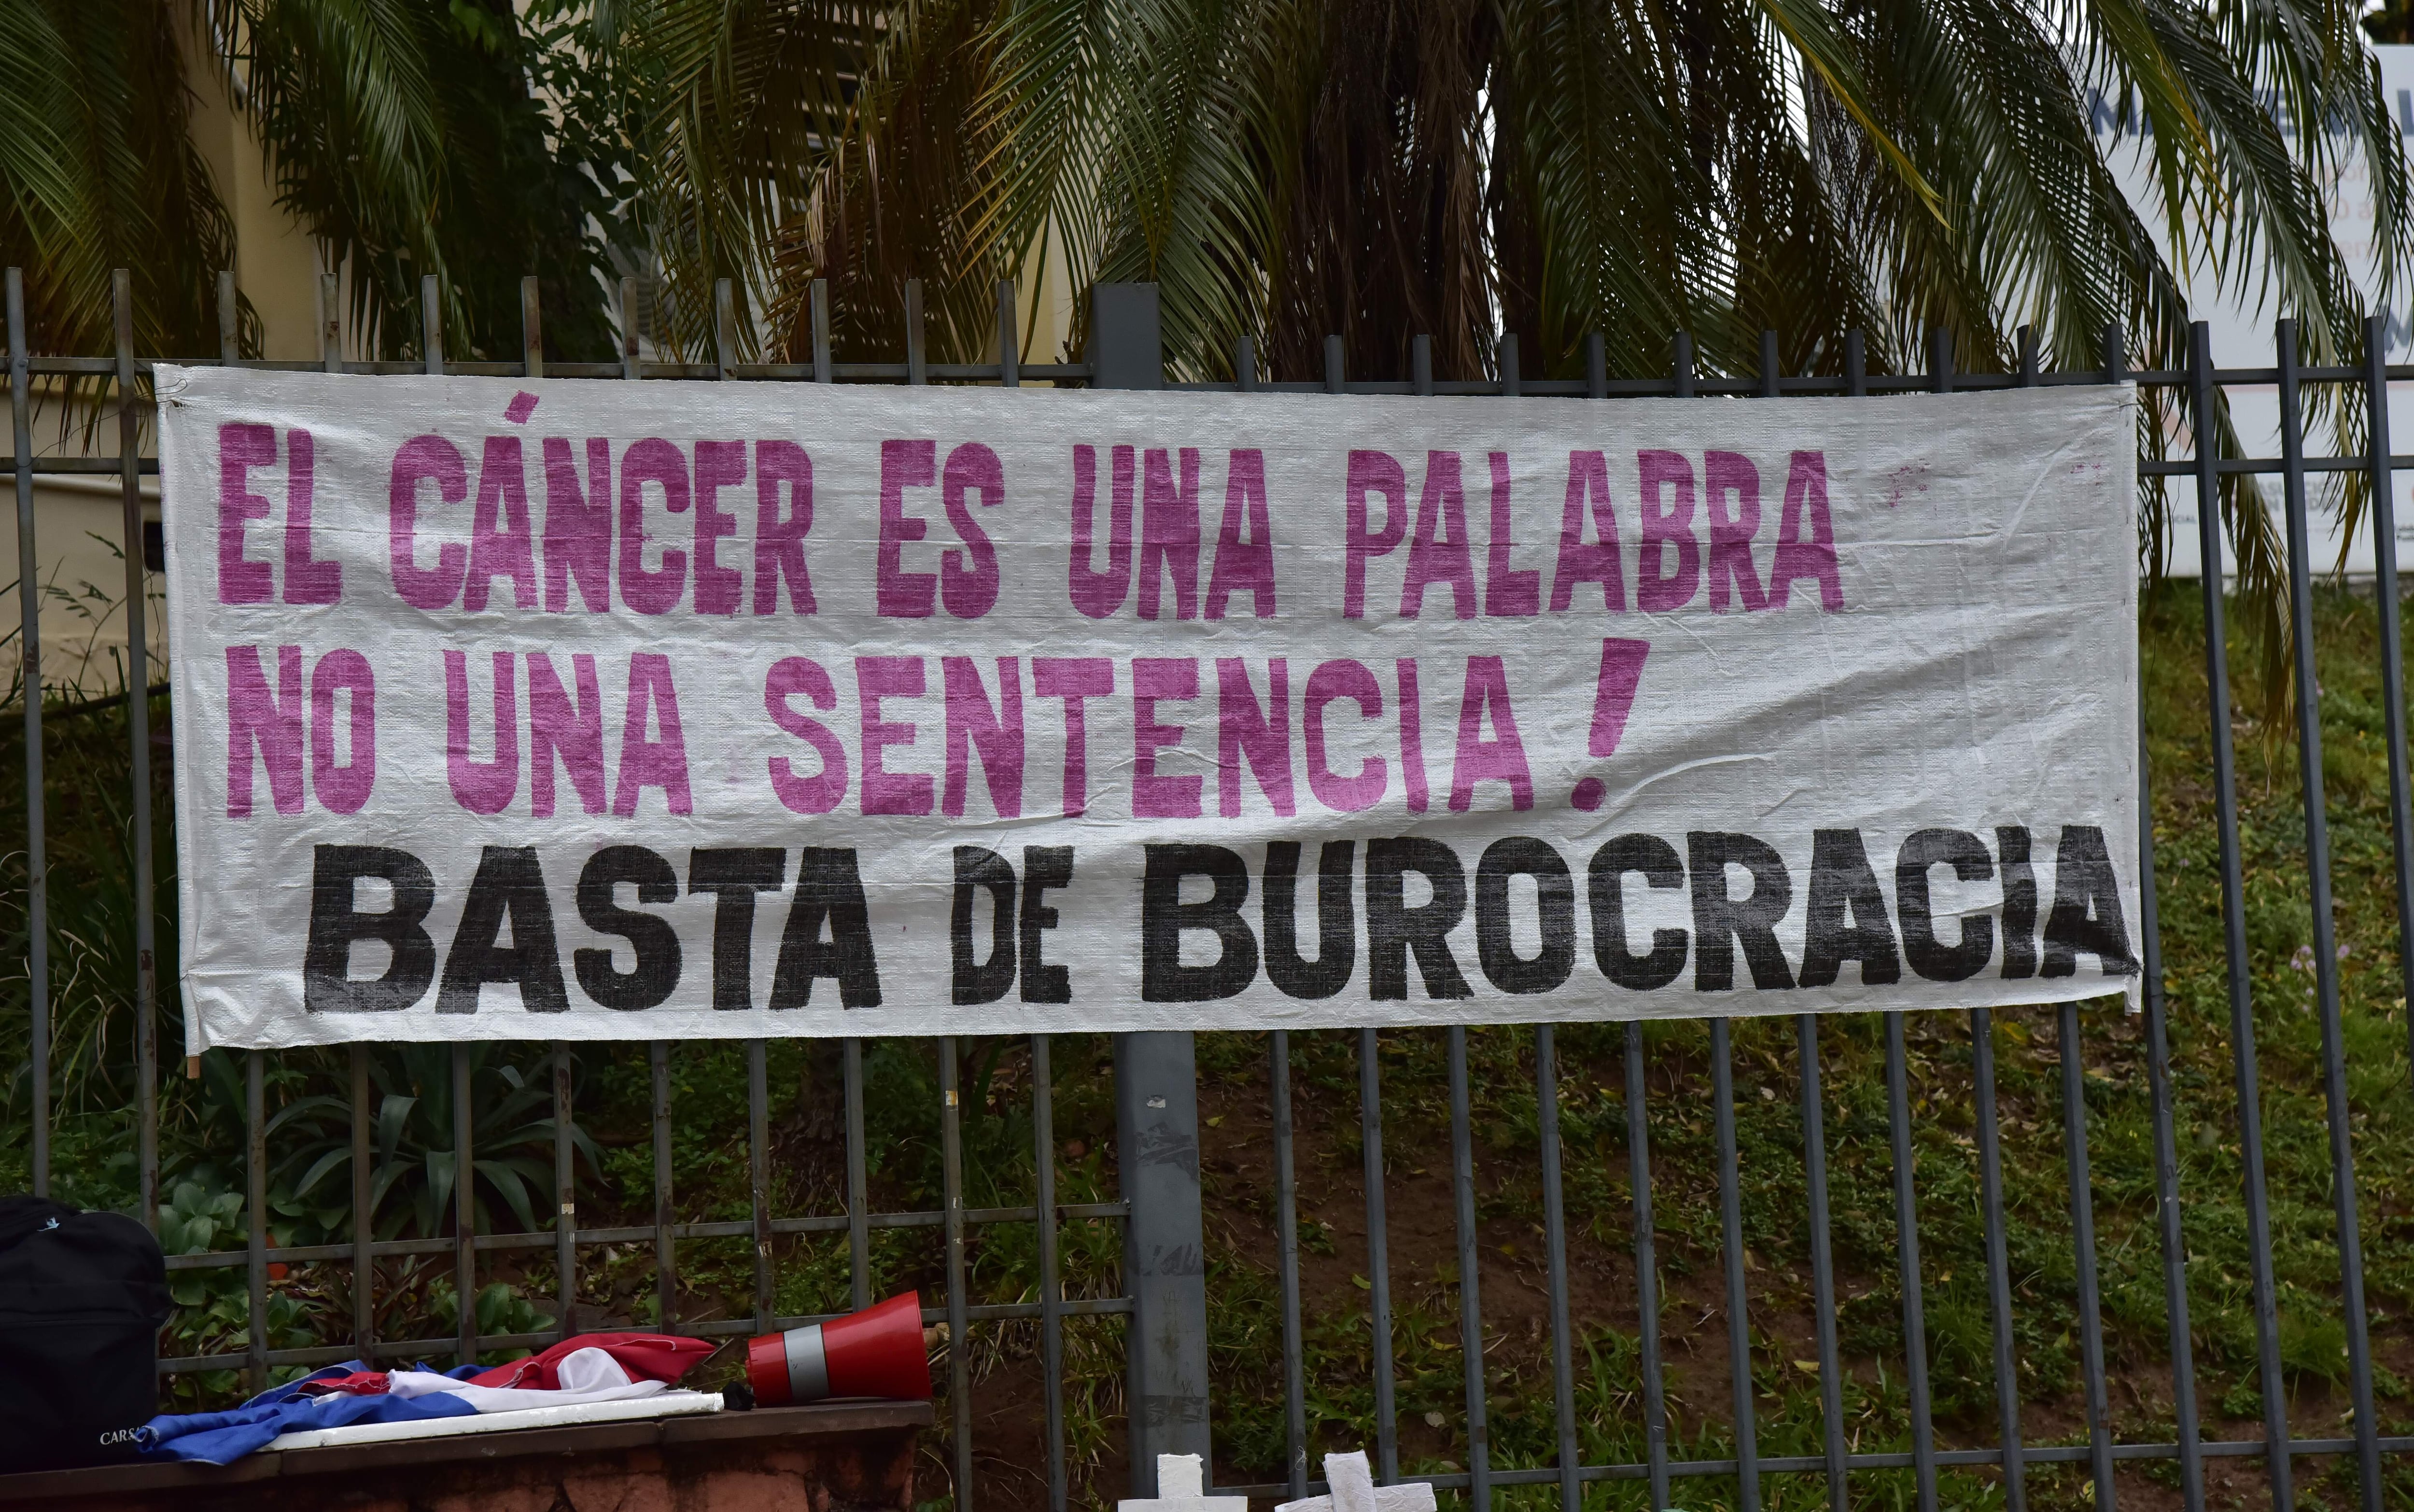 EL CÁNCER ES UNA PALABRA
NO UNA SENTENCIA!
BASTA DE BUROCRACIA